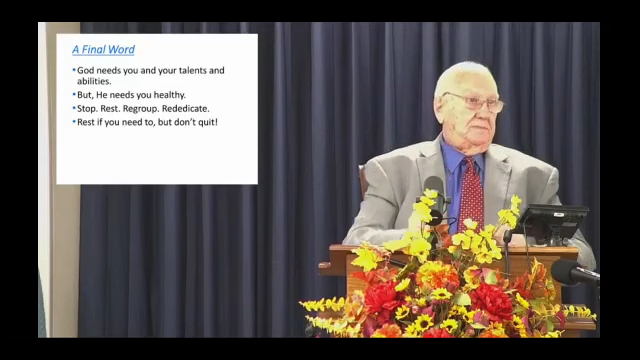 A Final Word
• God needs you and your talents and
abilities.
• But, He needs you healthy.
• Stop. Rest. Regroup. Rededicate.
• Rest if you need to, but don't quit!